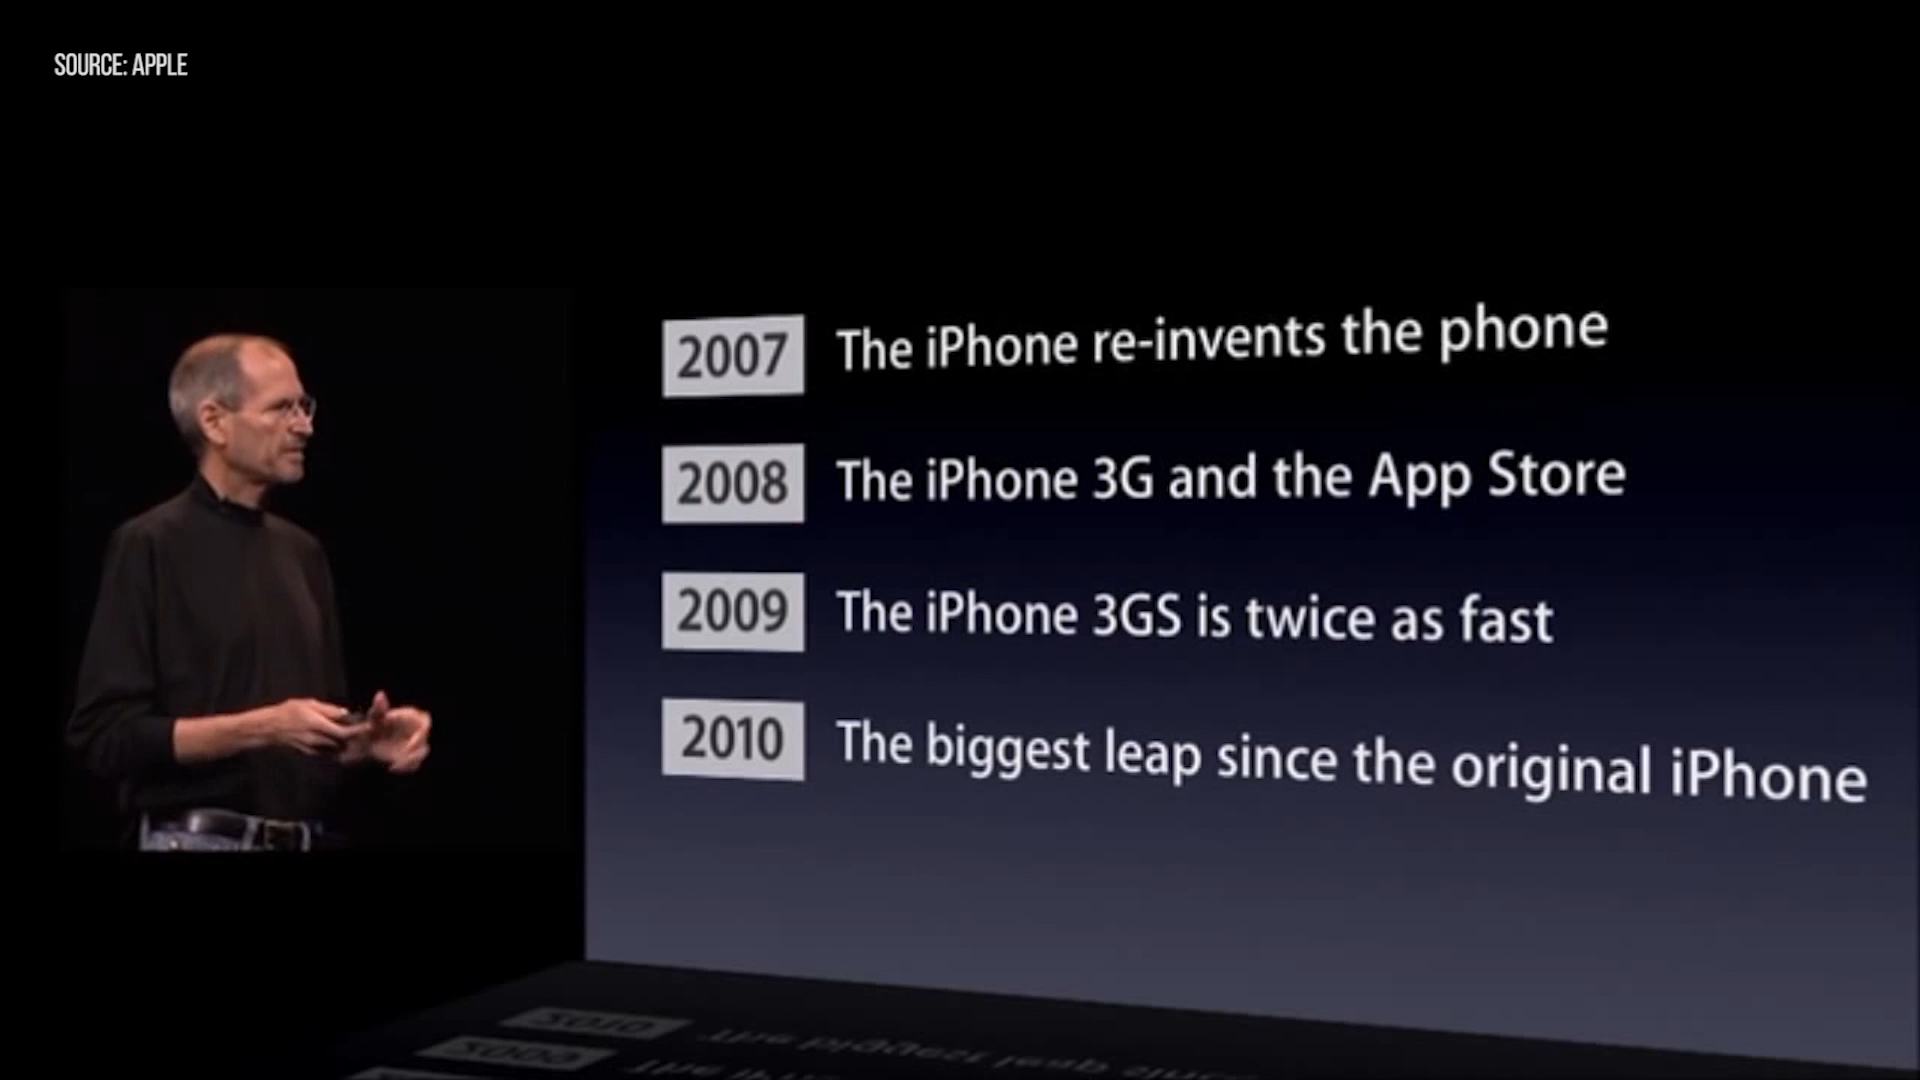 SOURCE: APPLE
2007 The iPhone re-invents the phone
2008 The iPhone 3G and the App Store
2009 The iPhone 3GS is twice as fast
2010 The biggest leap since the original iPhone